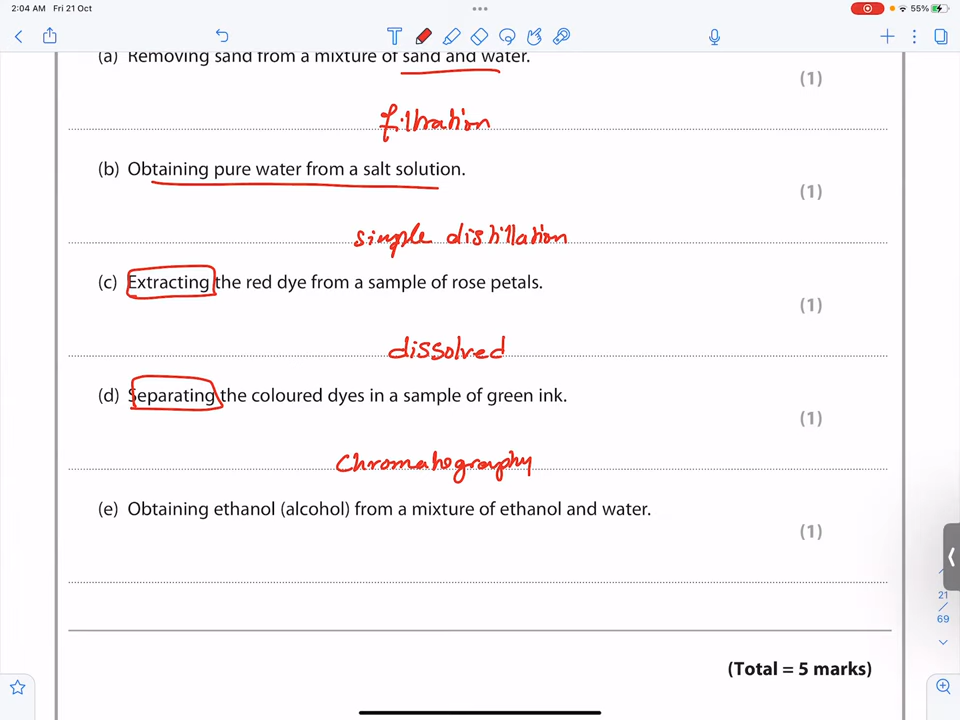 2:04 AM Fri 21 Oct
55%
(a) Removing sand from a mixture of sand and water.
(1)
filtration
(b) Obtaining pure water from a salt solution.
(1)
simple distillation
(c) Extracting the red dye from a sample of rose petals.
(1)
dissolved
(d) Separating the coloured dyes in a sample of green ink.
(1)
Chromatography
(e) Obtaining ethanol (alcohol) from a mixture of ethanol and water.
(1)
21
/
69
(Total = 5 marks)